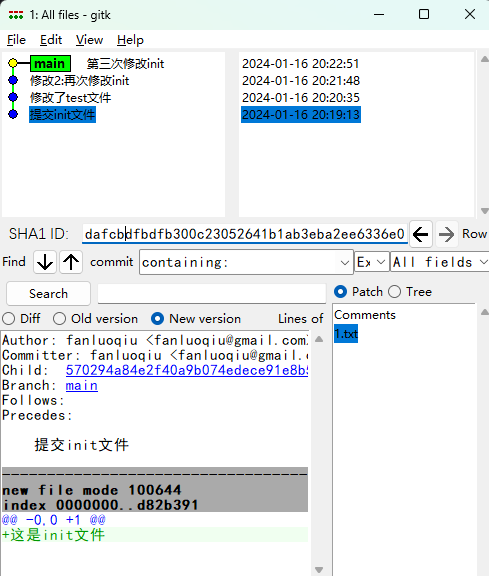 1: All files - gitk
File Edit View Help
main 第三次修改init 2024-01-16 20:22:51
修改2:再次修改init 2024-01-16 20:21:48
修改了test文件 2024-01-16 20:20:35
提交init文件 2024-01-16 20:19:13
SHA1 ID: dafcbdfbdfb300c23052641b1ab3eba2ee6336e0 Row
Find commit containing: Ex All fields
Search Patch Tree
Diff Old version New version Lines of
Comments
1.txt
Author: fanluoqiu <fanluoqiu@gmail.com>
Committer: fanluoqiu <fanluoqiu@gmail.c
Child: 570294a84e2f40a9b074edece91e8b5
Branch: main
Follows:
Precedes:
提交init文件
new file mode 100644
index 0000000..d82b391
@@ -0,0 +1 @@
+这是init文件